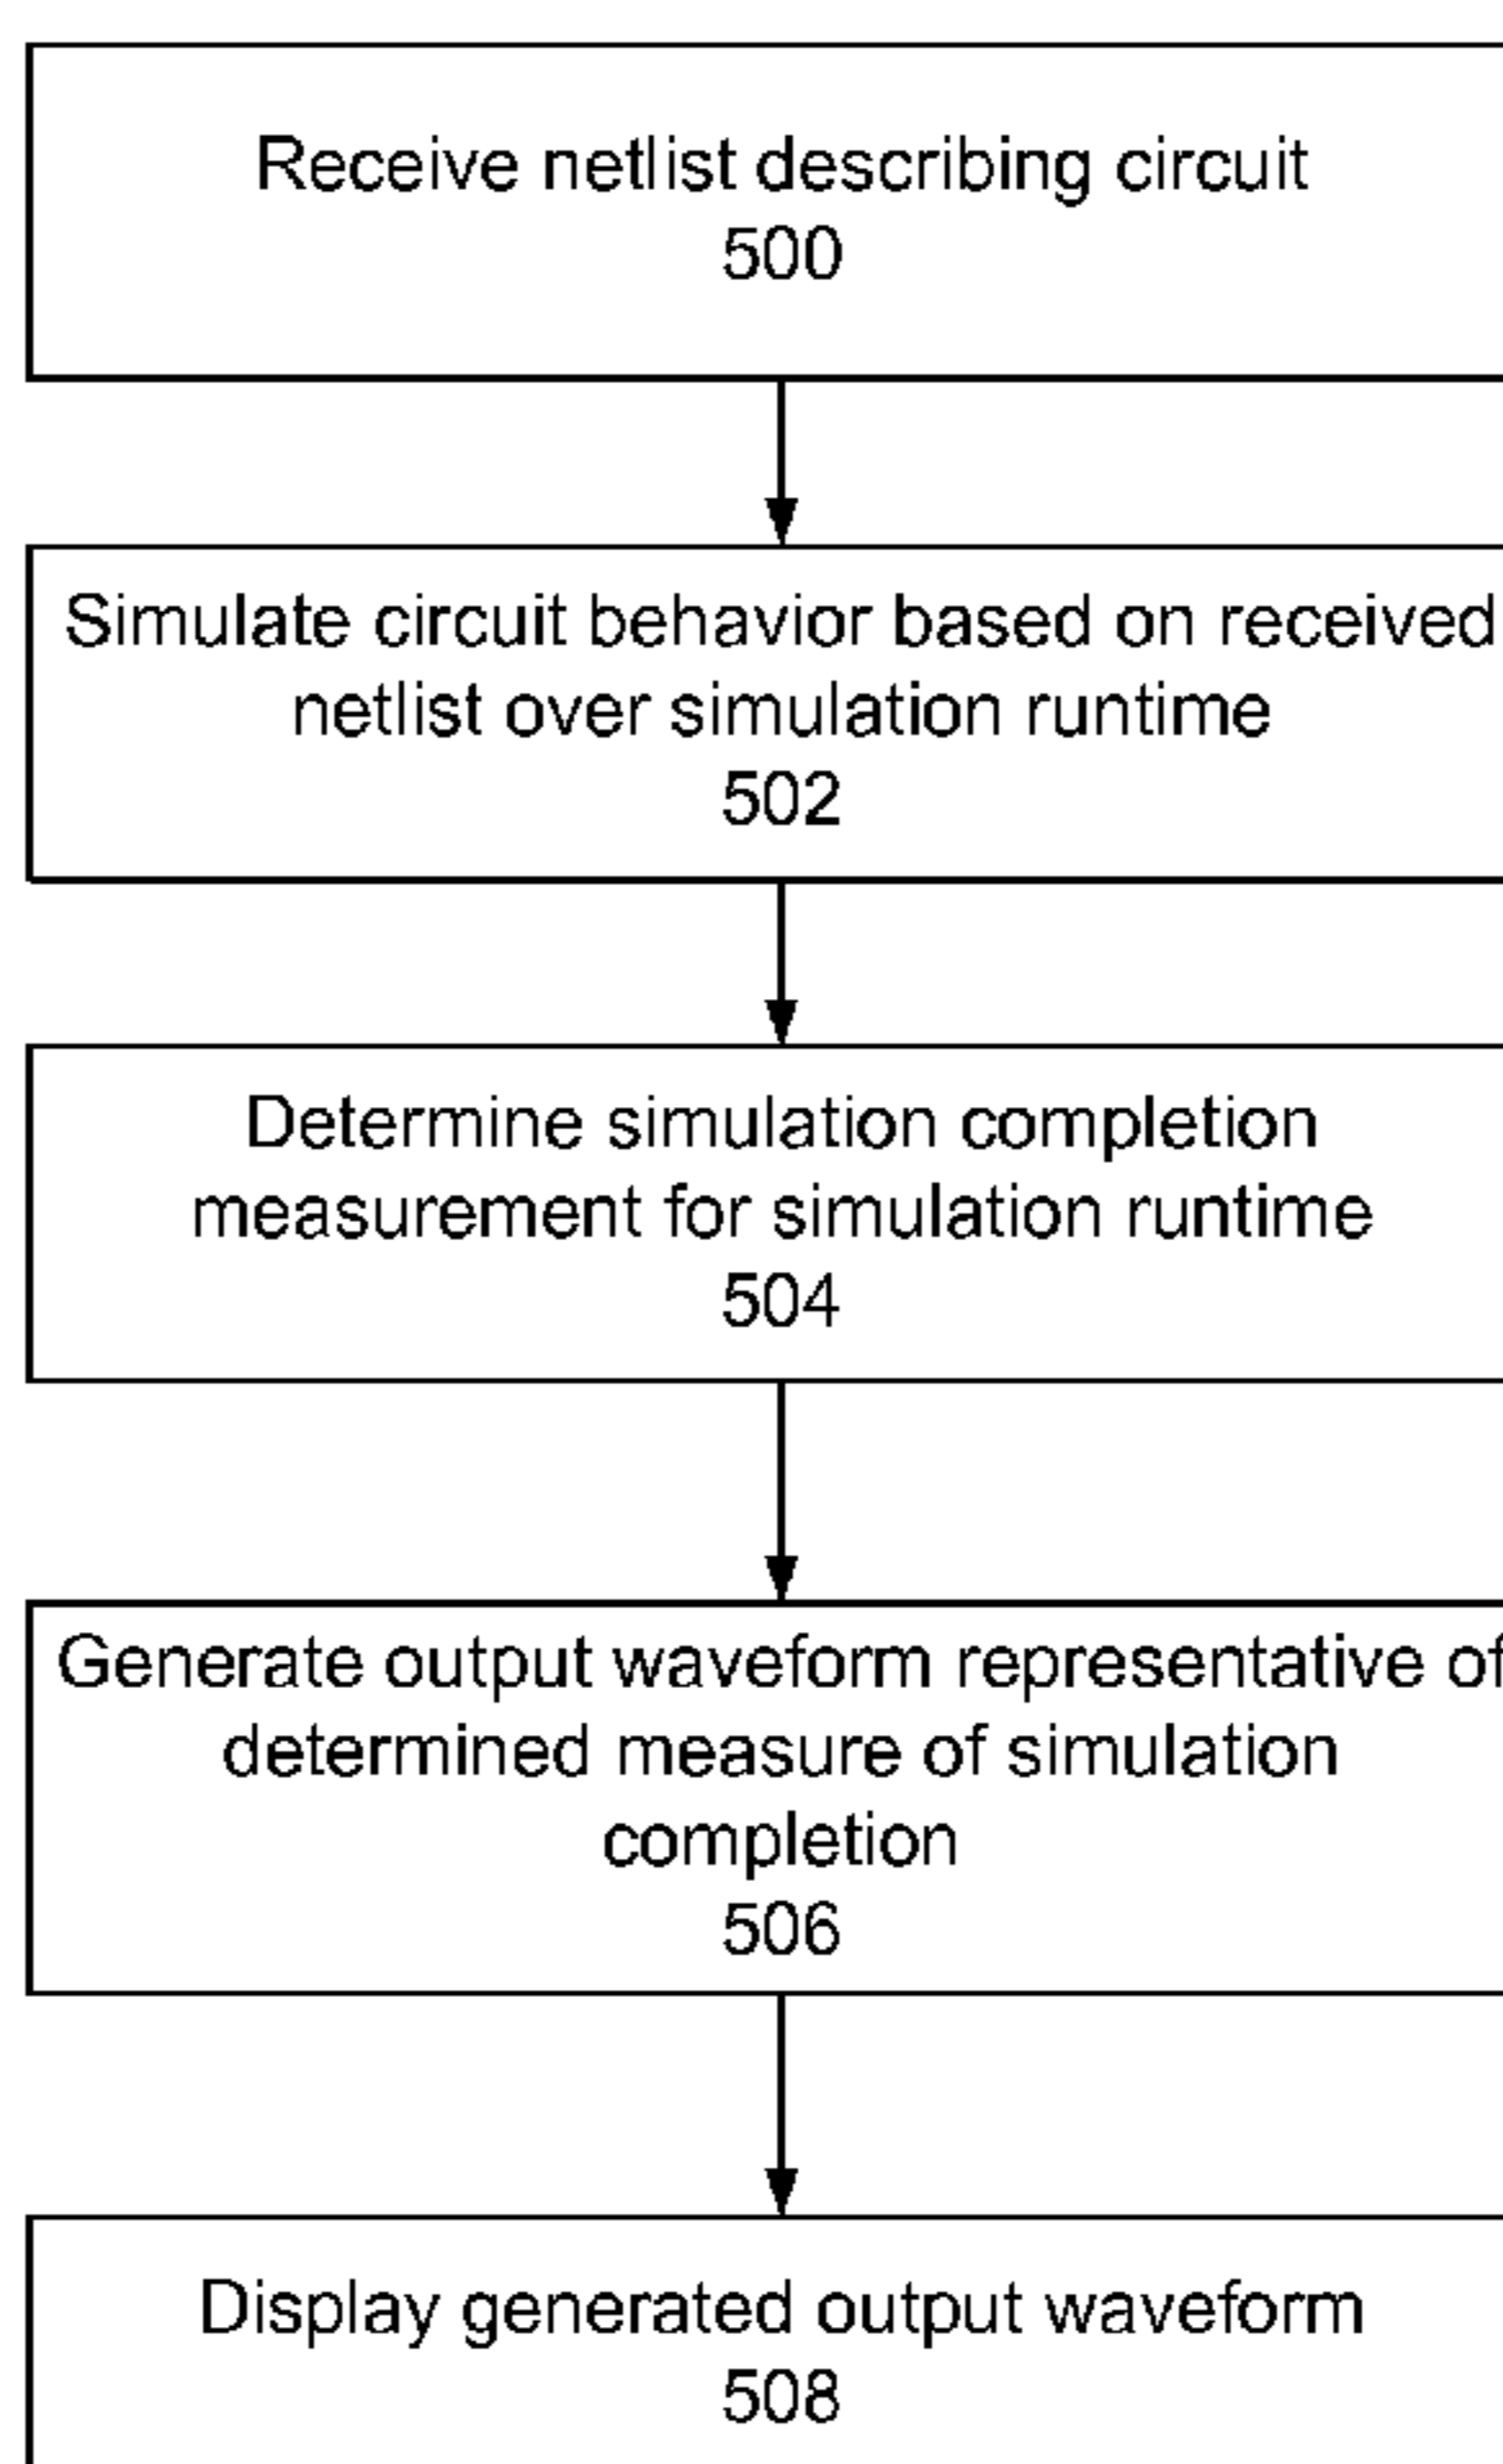 Receive netlist describing circuit
500
Simulate circuit behavior based on received
netlist over simulation runtime
502
Determine simulation completion
measurement for simulation runtime
504
Generate output waveform representative of
determined measure of simulation
completion
506
Display generated output waveform
508